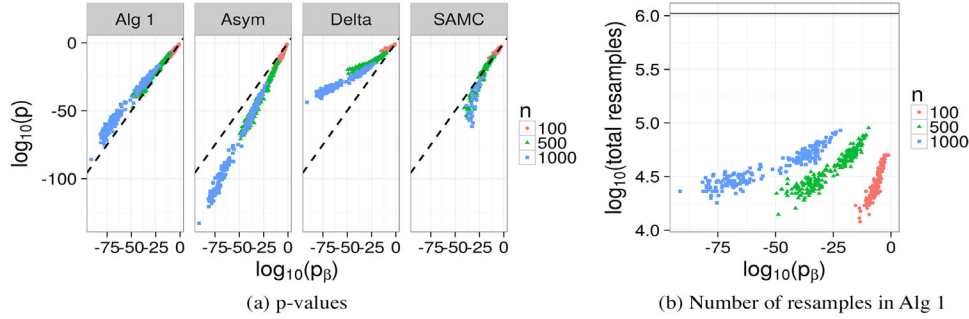 Alg 1
Asym
Delta
SAMC
log10(p)
0
-50
-100
-75-50-25 0
-75-50-25 0
-75-50-25 0
-75-50-25 0
log10(pβ)
n
100
500
1000
(a) p-values
log10(total resamples)
6.0
5.5
5.0
4.5
4.0
-75 -50 -25 0
log10(pβ)
n
100
500
1000
(b) Number of resamples in Alg 1